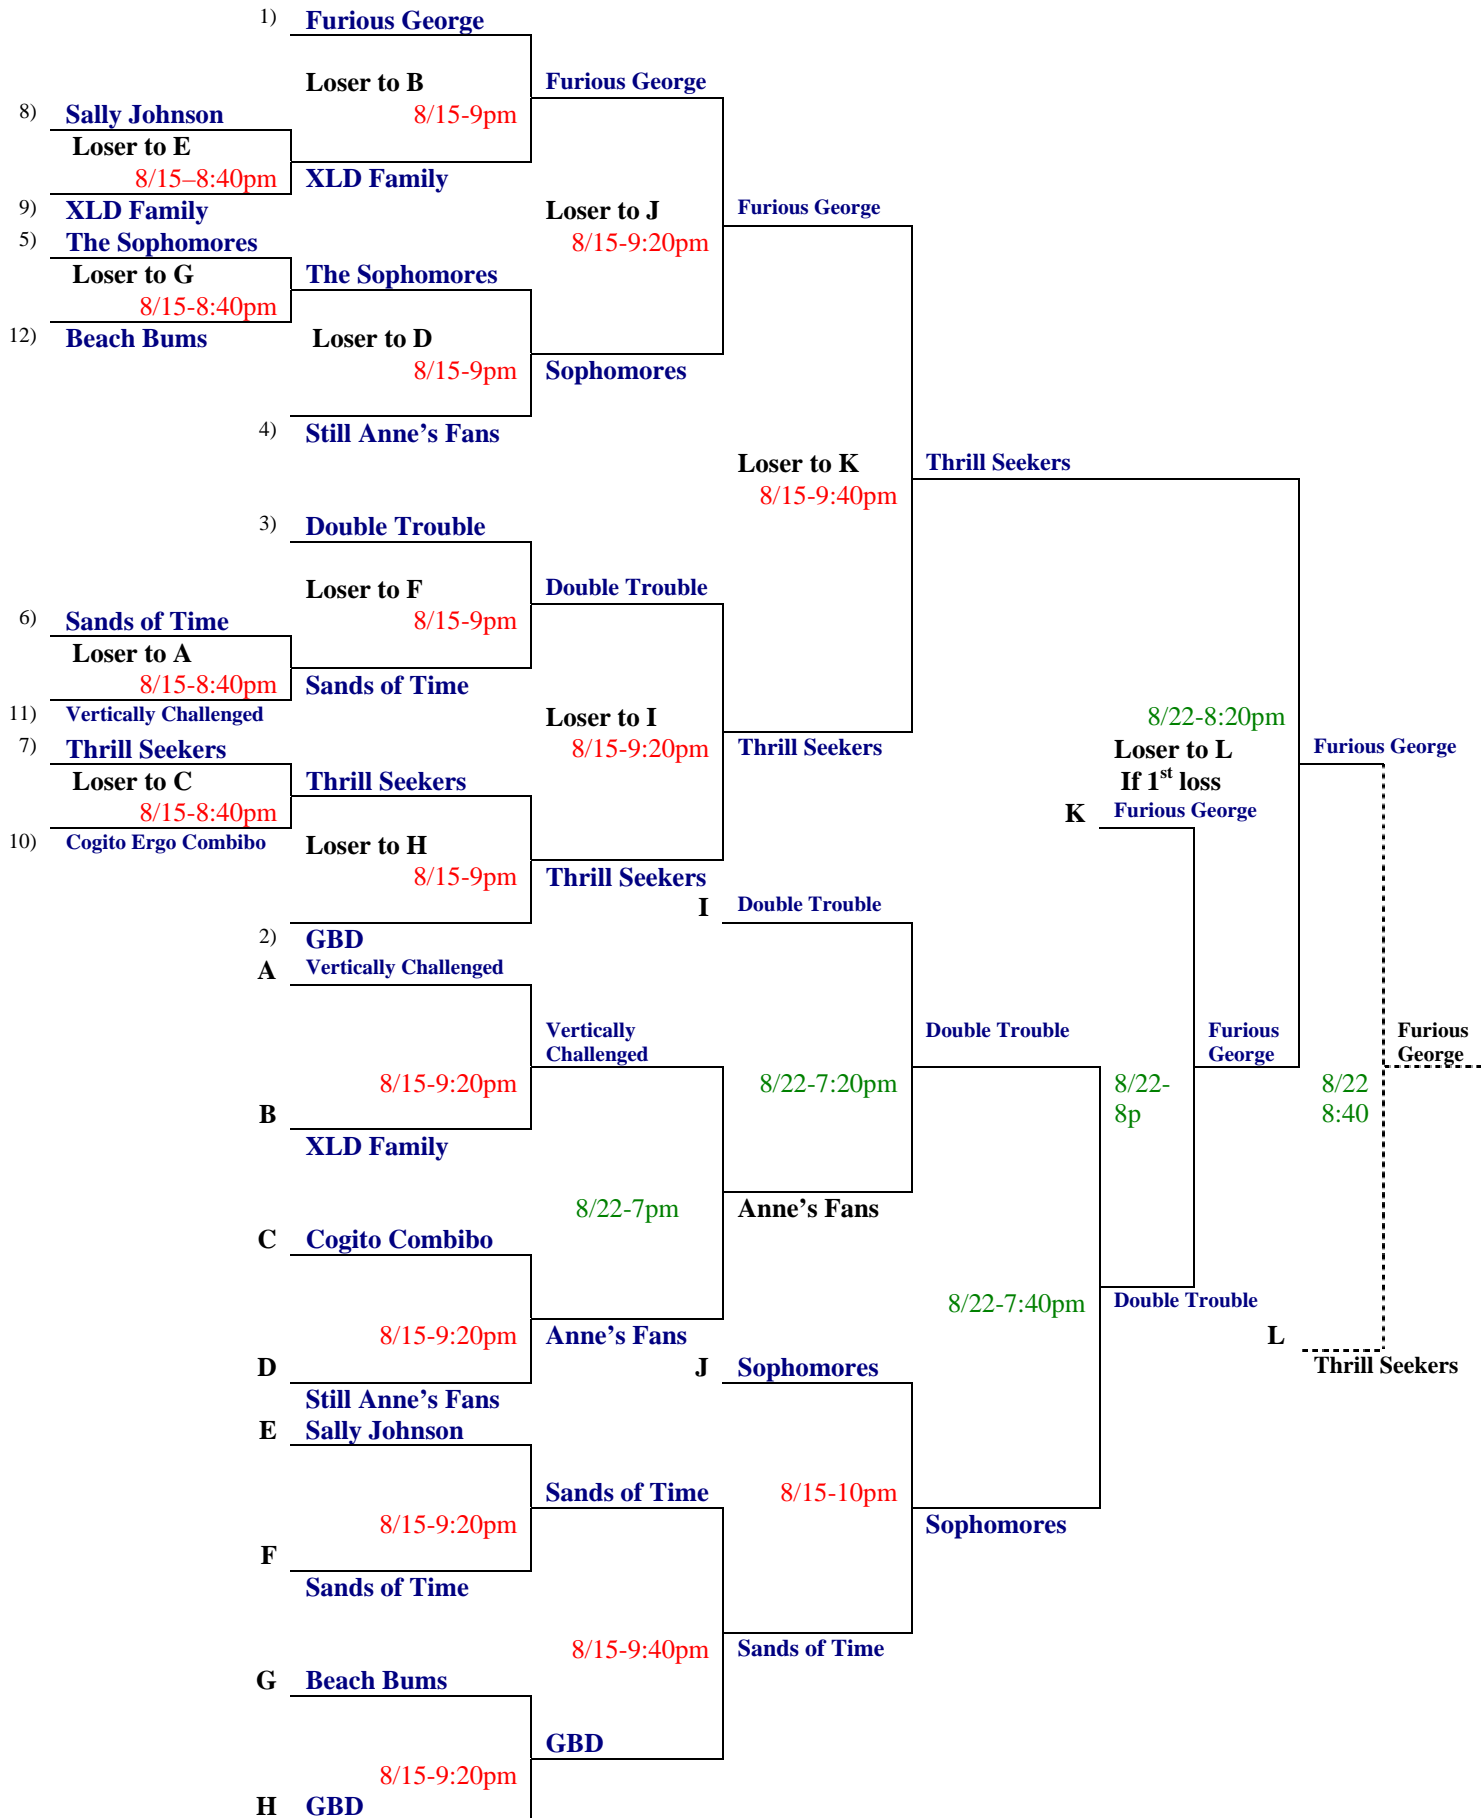 1) Furious George
Loser to B
Furious George
8) Sally Johnson
8/15-9pm
Loser to E
8/15–8:40pm
XLD Family
9) XLD Family
Loser to J
Furious George
5) The Sophomores
8/15-9:20pm
Loser to G
The Sophomores
8/15-8:40pm
12) Beach Bums
Loser to D
8/15-9pm
Sophomores
4) Still Anne's Fans
Loser to K
Thrill Seekers
8/15-9:40pm
3) Double Trouble
Loser to F
Double Trouble
6) Sands of Time
8/15-9pm
Loser to A
8/15-8:40pm
Sands of Time
11) Vertically Challenged
Loser to I
8/22-8:20pm
7) Thrill Seekers
8/15-9:20pm
Thrill Seekers
Loser to L
Furious George
Loser to C
Thrill Seekers
If 1st loss
8/15-8:40pm
K Furious George
10) Cogito Ergo Combibo
Loser to H
8/15-9pm
Thrill Seekers
I Double Trouble
2) GBD
A Vertically Challenged
Vertically
Challenged
Double Trouble
Furious
George
Furious
George
8/15-9:20pm
8/22-7:20pm
8/22-
8p
8/22
8:40
B
XLD Family
8/22-7pm
Anne's Fans
C Cogito Combibo
8/22-7:40pm
Double Trouble
8/15-9:20pm
Anne's Fans
L
D
J Sophomores
Thrill Seekers
Still Anne's Fans
E Sally Johnson
Sands of Time
8/15-10pm
8/15-9:20pm
Sophomores
F
Sands of Time
8/15-9:40pm
Sands of Time
G Beach Bums
GBD
8/15-9:20pm
H GBD